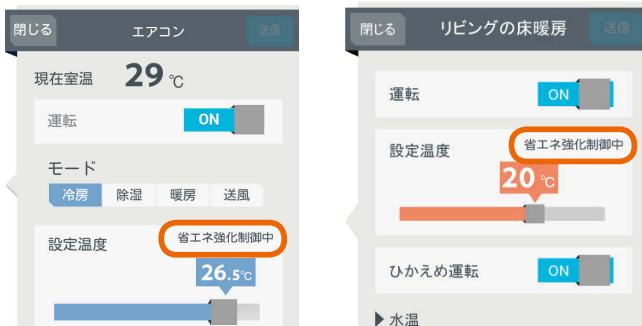 閉じる エアコン 送信
現在室温 29 ℃
運転 ON
モード
冷房 除湿 暖房 送風
設定温度 省エネ強化制御中
26.5℃
閉じる リビングの床暖房 送信
運転 ON
設定温度 省エネ強化制御中
20 ℃
ひかえめ運転 ON
▶水温